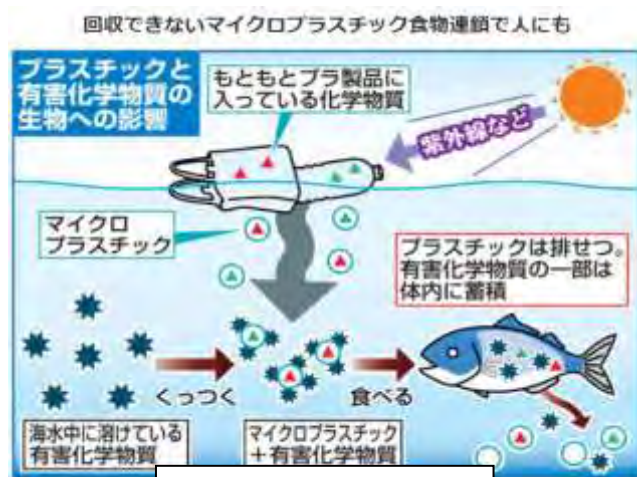 回収できないマイクロプラスチック食物連鎖で人にも
プラスチックと
有害化学物質の
生物への影響
もともとプラ製品に
入っている化学物質
紫外線など
マイクロ
プラスチック
プラスチックは排せつ。
有害化学物質の一部は
体内に蓄積
くっつく
食べる
海水中に溶けている
有害化学物質
マイクロプラスチック
＋有害化学物質